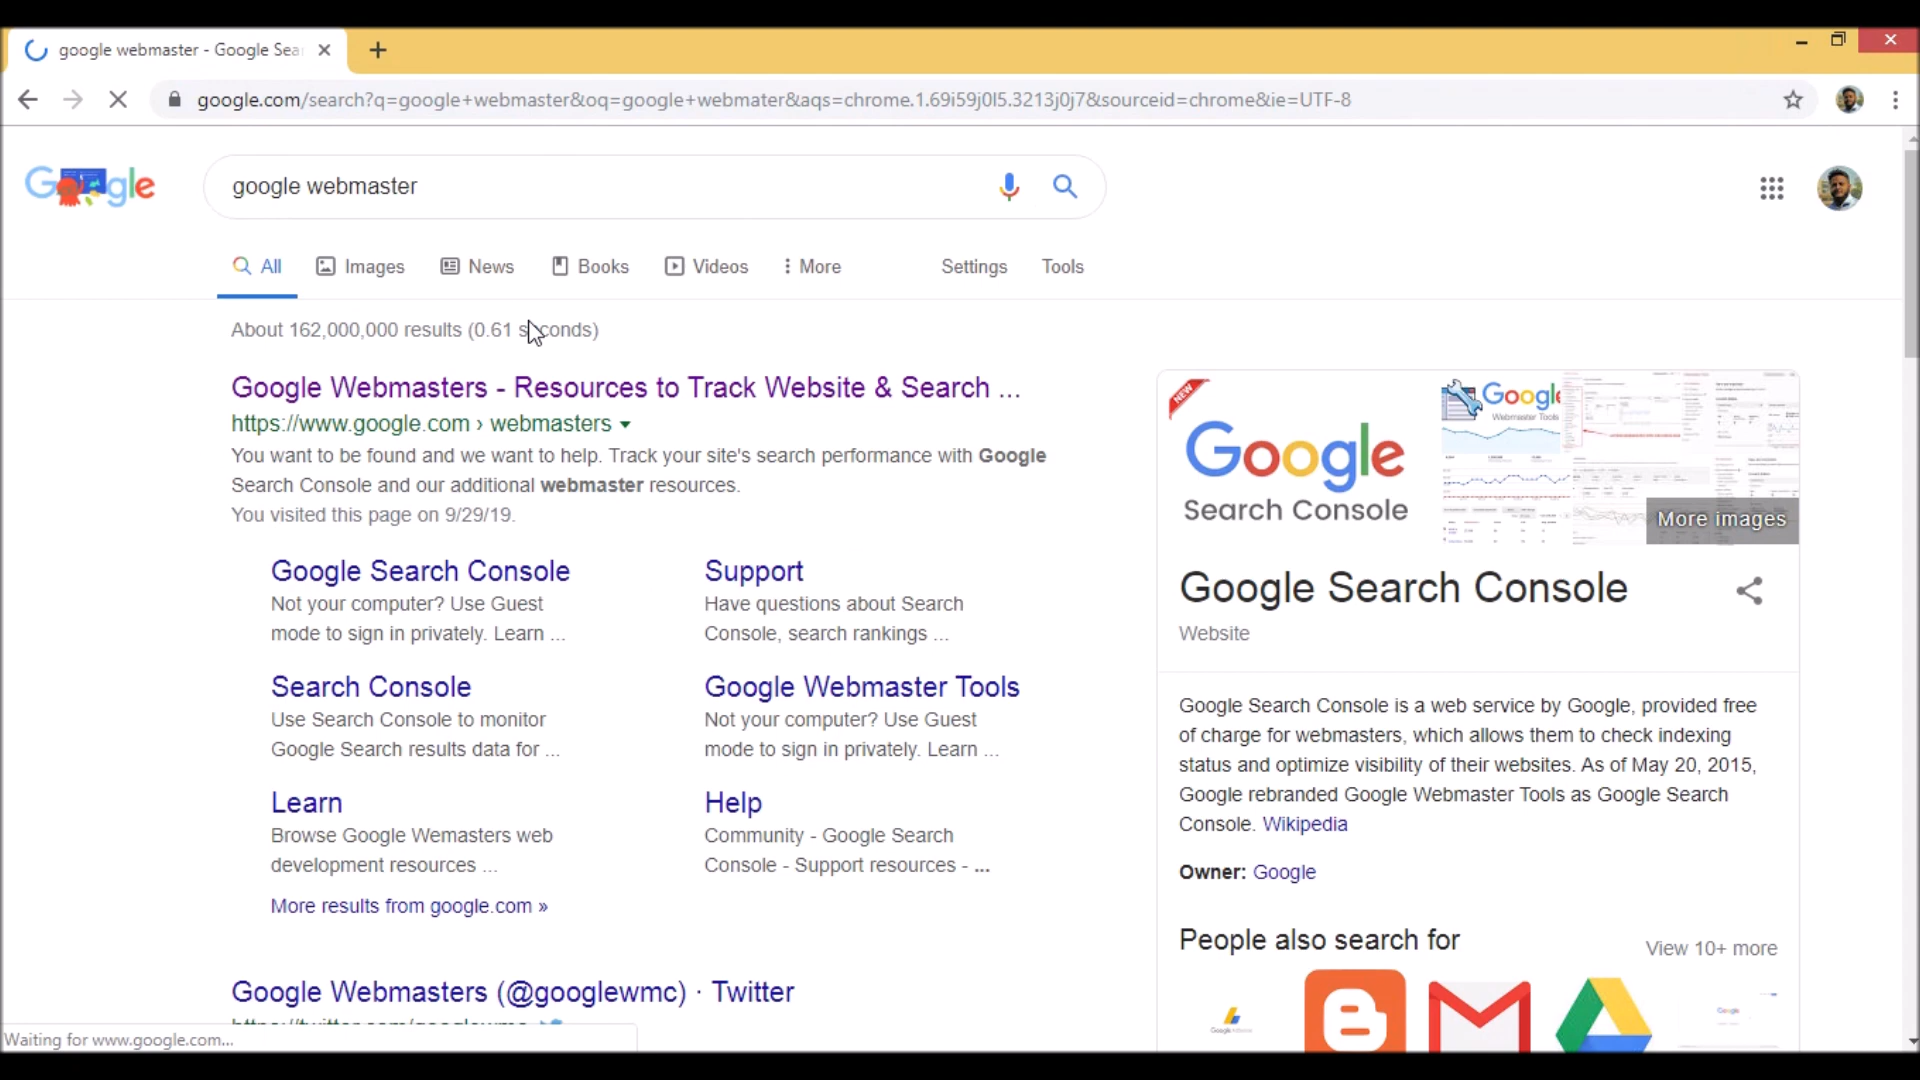 google webmaster - Google Sea
google.com/search?q=google+webmaster&oq=google+webmater&aqs=chrome.1.69i59j0l5.3213j0j7&sourceid=chrome&ie=UTF-8
google webmaster
All Images News Books Videos More Settings Tools
About 162,000,000 results (0.61 seconds)
Google Webmasters - Resources to Track Website & Search ...
https://www.google.com › webmasters
You want to be found and we want to help. Track your site's search performance with Google
Search Console and our additional webmaster resources.
You visited this page on 9/29/19.
Google Search Console
Not your computer? Use Guest
mode to sign in privately. Learn ...
Support
Have questions about Search
Console, search rankings ...
Search Console
Use Search Console to monitor
Google Search results data for ...
Google Webmaster Tools
Not your computer? Use Guest
mode to sign in privately. Learn ...
Learn
Browse Google Wemasters web
development resources ...
Help
Community - Google Search
Console - Support resources - ...
More results from google.com »
Google Webmasters (@googlewmc) · Twitter
Waiting for www.google.com...
NEW
Google
Search Console
Google
Webmaster Tools
More images
Google Search Console
Website
Google Search Console is a web service by Google, provided free
of charge for webmasters, which allows them to check indexing
status and optimize visibility of their websites. As of May 20, 2015,
Google rebranded Google Webmaster Tools as Google Search
Console. Wikipedia
Owner: Google
People also search for
View 10+ more